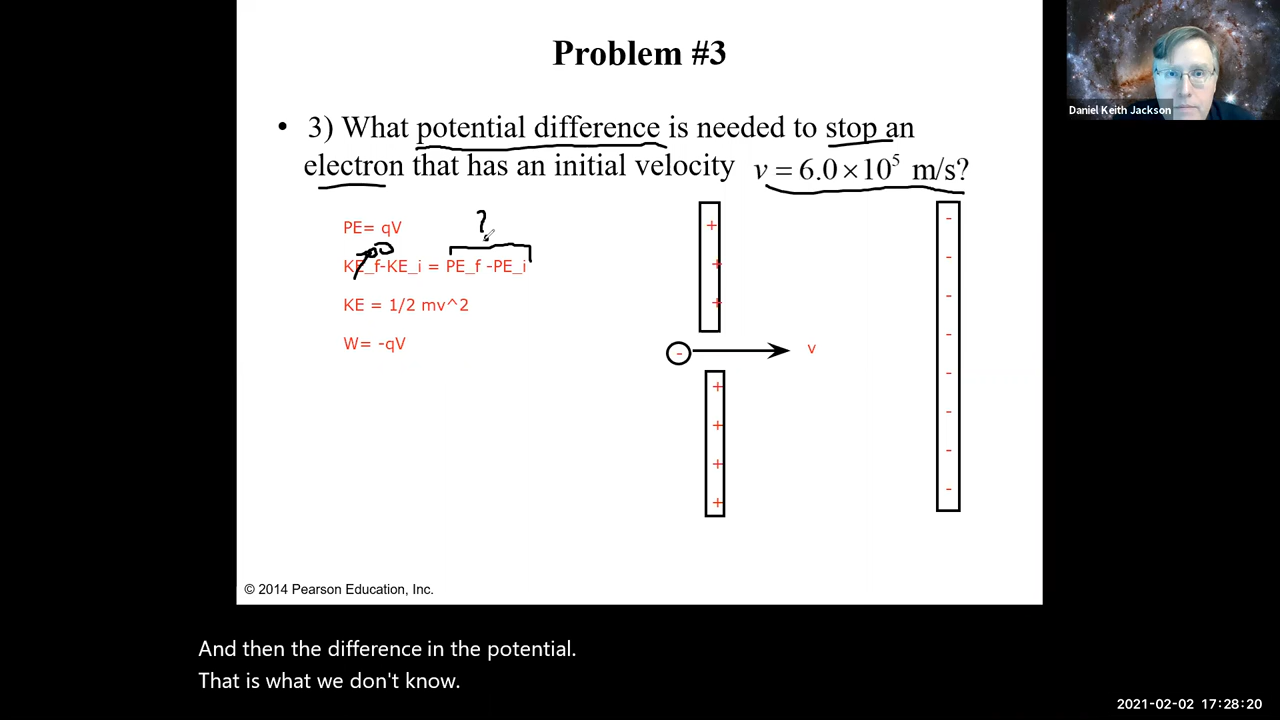 Problem #3
Daniel Keith Jackson
• 3) What potential difference is needed to stop an
electron that has an initial velocity v = 6.0 × 10⁵ m/s?
PE= qV
?
0
KE_f-KE_i = PE_f -PE_i
KE = 1/2 mv^2
W= -qV
+
+
+
-
v
+
+
+
+
-
-
-
-
-
-
-
-
© 2014 Pearson Education, Inc.
And then the difference in the potential.
That is what we don't know.
2021-02-02 17:28:20